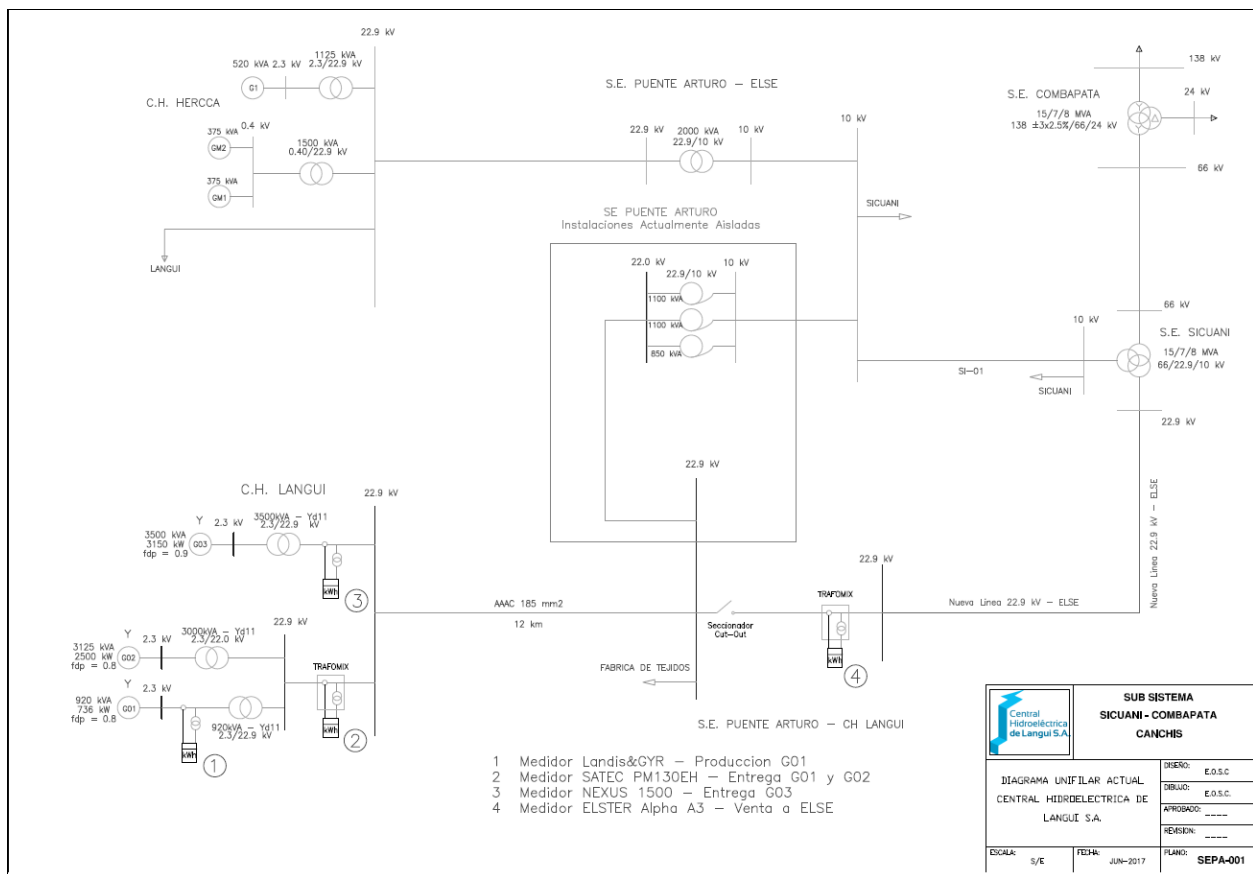 22.9 kV
1125 kVA
2.3/22.9 kV
520 kVA
2.3 kV
G1
C.H. HERCCA
0.4 kV
375 kVA
GM2
1500 kVA
0.40/22.9 kV
375 kVA
GM1
LANGUI
S.E. PUENTE ARTURO – ELSE
22.9 kV
2000 kVA
22.9/10 kV
10 kV
10 kV
SICUANI
138 kV
S.E. COMBAPATA
15/7/8 MVA
138 ±3x2.5%/66/24 kV
24 kV
66 kV
SE PUENTE ARTURO
Instalaciones Actualmente Aisladas
22.0 kV
10 kV
22.9/10 kV
1100 kVA
1100 kVA
850 kVA
66 kV
10 kV
S.E. SICUANI
15/7/8 MVA
66/22.9/10 kV
SI-01
SICUANI
22.9 kV
22.9 kV
Nueva Línea 22.9 kV – ELSE
C.H. LANGUI
22.9 kV
Y
2.3 kV
3500kVA – Yd11
2.3/22.9 kV
3500 kVA
3150 kW
fdp = 0.9
G03
kWh
3
22.9 kV
Y
2.3 kV
3000kVA – Yd11
2.3/22.0 kV
3125 kVA
2500 kW
fdp = 0.8
G02
TRAFOMIX
kWh
2
Y
2.3 kV
920 kVA
736 kW
fdp = 0.8
G01
920kVA – Yd11
2.3/22.9 kV
kWh
1
AAAC 185 mm2
12 km
Seccionador
Cut-Out
22.9 kV
TRAFOMIX
kWh
4
Nueva Línea 22.9 kV – ELSE
FABRICA DE TEJIDOS
S.E. PUENTE ARTURO – CH LANGUI
1 Medidor Landis&GYR – Produccion G01
2 Medidor SATEC PM130EH – Entrega G01 y G02
3 Medidor NEXUS 1500 – Entrega G03
4 Medidor ELSTER Alpha A3 – Venta a ELSE
Central
Hidroeléctrica
de Langui S.A.
SUB SISTEMA
SICUANI - COMBAPATA
CANCHIS
DIAGRAMA UNIFILAR ACTUAL
CENTRAL HIDROELECTRICA DE
LANGUI S.A.
DISEÑO: E.O.S.C
DIBUJO: E.O.S.C.
APROBADO: ----
REVISION: ----
ESCALA: S/E
FECHA: JUN-2017
PLANO: SEPA-001